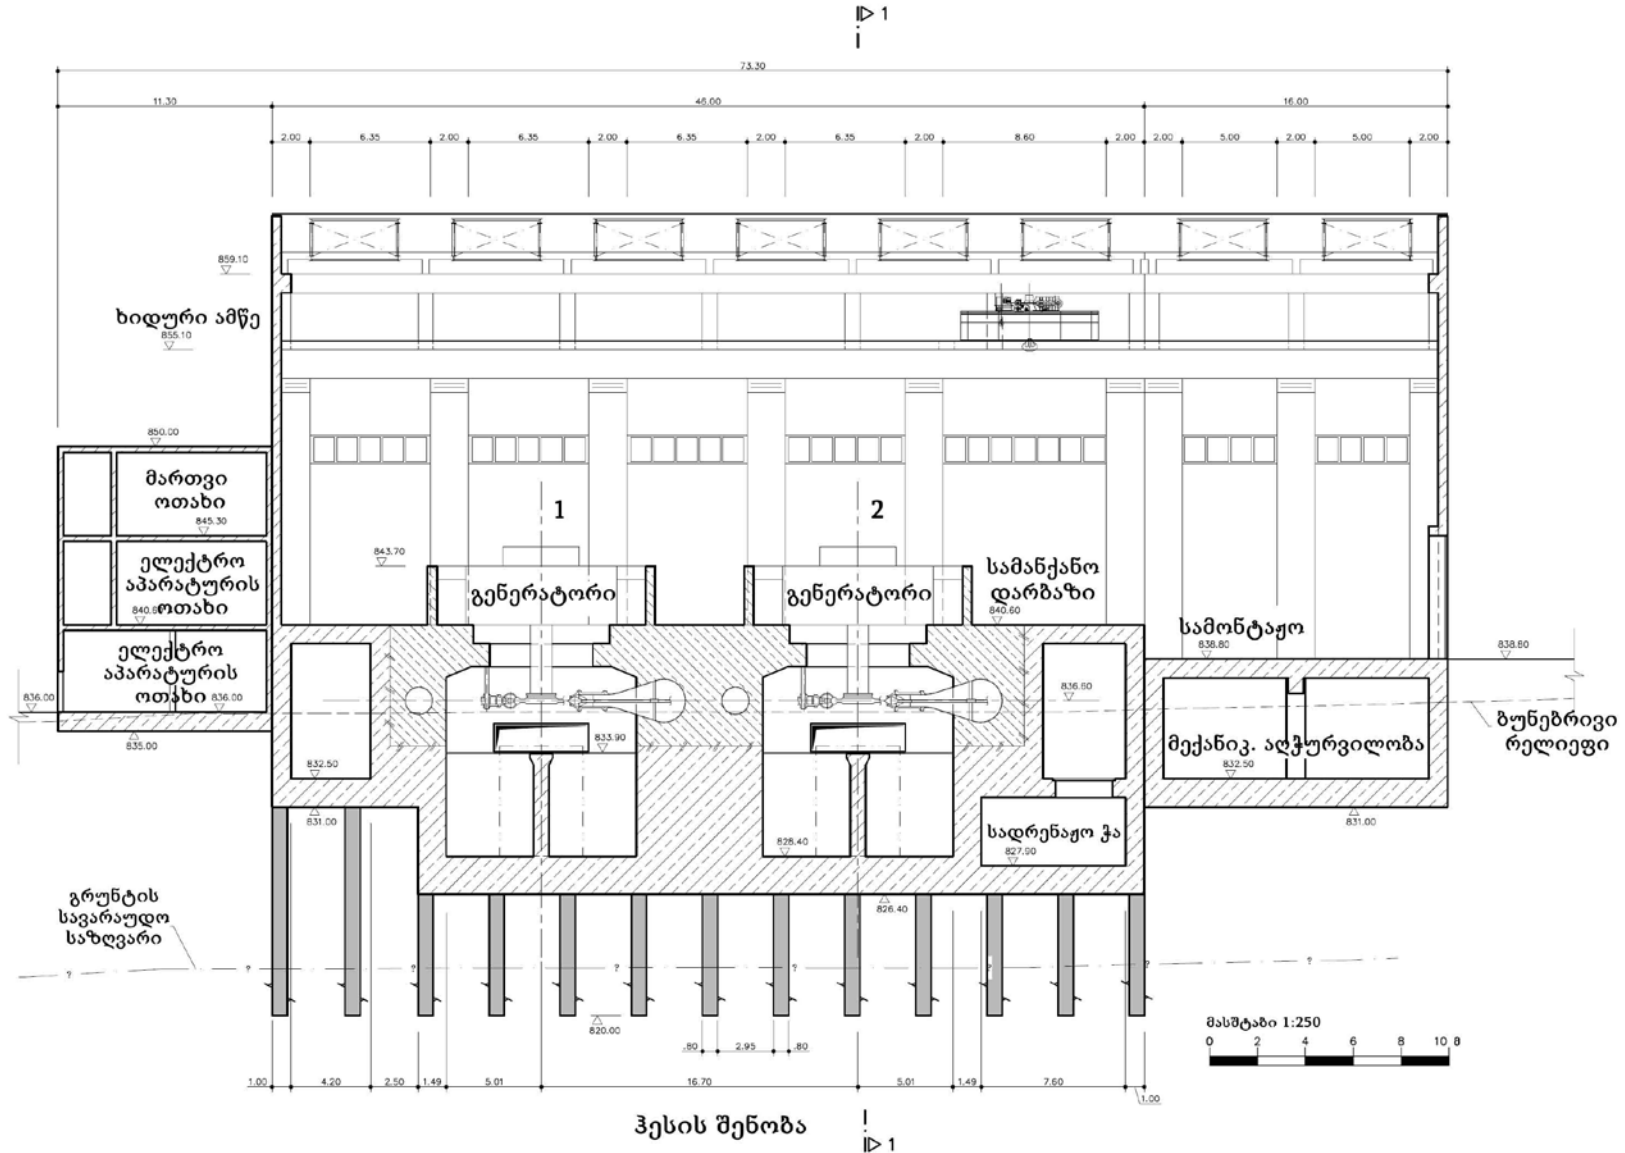 1
73.30
11.30 46.00 16.00
2.00 6.35 2.00 6.35 2.00 6.35 2.00 6.35 2.00 8.60 2.00 2.00 5.00 2.00 5.00 2.00
859.10
ხიდური ამწე
855.10
850.00
მართვი
ოთახი
845.30
ელექტრო
აპარატურის
ოთახი
ელექტრო
აპარატურის
ოთახი
836.00
836.00
835.00
1
2
843.70
გენერატორი
გენერატორი
სამანქანო
დარბაზი
840.60
სამონტაჟო
838.80
838.80
836.60
833.90
832.50
831.00
828.40
მექანიკ. აღჭურვილობა
832.50
831.00
ბუნებრივი
რელიეფი
სადრენაჟო ჭა
827.90
826.40
გრუნტის
სავარაუდო
საზღვარი
? ? ? ? ? ? ? ?
820.00
.80 2.95 .80
1.00 4.20 2.50 1.49 5.01 16.70 5.01 1.49 7.60
1.00
მასშტაბი 1:250
0 2 4 6 8 10 მ
ჰესის შენობა
1